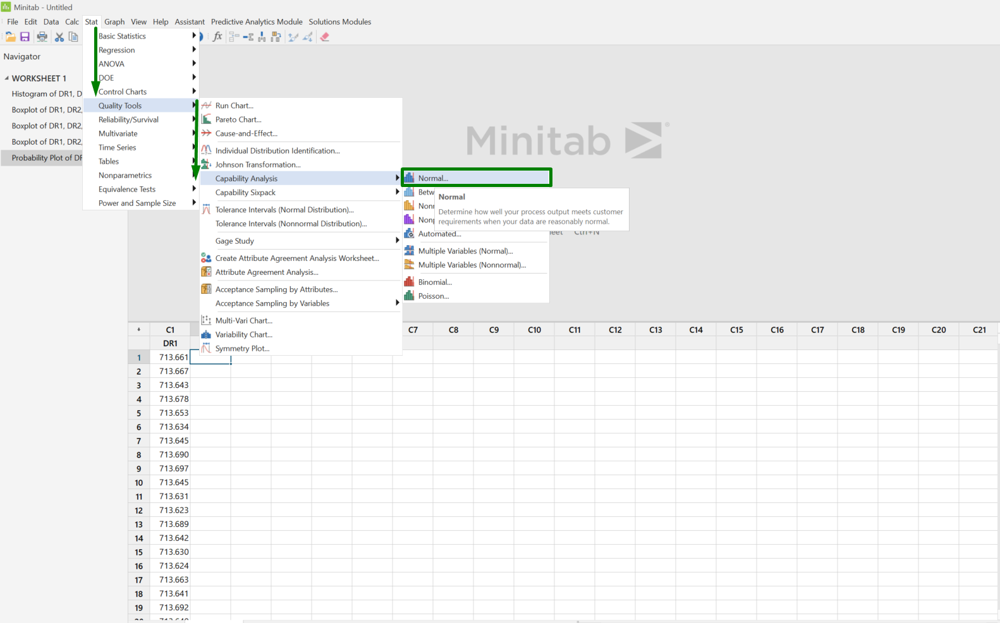 Minitab - Untitled
File Edit Data Calc Stat Graph View Help Assistant Predictive Analytics Module Solutions Modules
fx
Navigator
WORKSHEET 1
Histogram of DR1, D
Boxplot of DR1, DR2,
Boxplot of DR1, DR2,
Boxplot of DR1, DR2,
Probability Plot of DF
Basic Statistics
Regression
ANOVA
DOE
Control Charts
Quality Tools
Reliability/Survival
Multivariate
Time Series
Tables
Nonparametrics
Equivalence Tests
Power and Sample Size
Run Chart...
Pareto Chart...
Cause-and-Effect...
Individual Distribution Identification...
Johnson Transformation...
Capability Analysis
Capability Sixpack
Tolerance Intervals (Normal Distribution)...
Tolerance Intervals (Nonnormal Distribution)...
Gage Study
Create Attribute Agreement Analysis Worksheet...
Attribute Agreement Analysis...
Acceptance Sampling by Attributes...
Acceptance Sampling by Variables
Multi-Vari Chart...
Variability Chart...
Symmetry Plot...
Minitab
Normal...
Betw
Nonr
Nonp
Automated...
Multiple Variables (Normal)...
Multiple Variables (Nonnormal)...
Binomial...
Poisson...
Normal
Determine how well your process output meets customer
requirements when your data are reasonably normal.
eet Ctrl+N
C1 C7 C8 C9 C10 C11 C12 C13 C14 C15 C16 C17 C18 C19 C20 C21
DR1
1 713.661
2 713.667
3 713.643
4 713.678
5 713.653
6 713.634
7 713.645
8 713.690
9 713.697
10 713.645
11 713.631
12 713.623
13 713.689
14 713.642
15 713.630
16 713.624
17 713.663
18 713.641
19 713.692